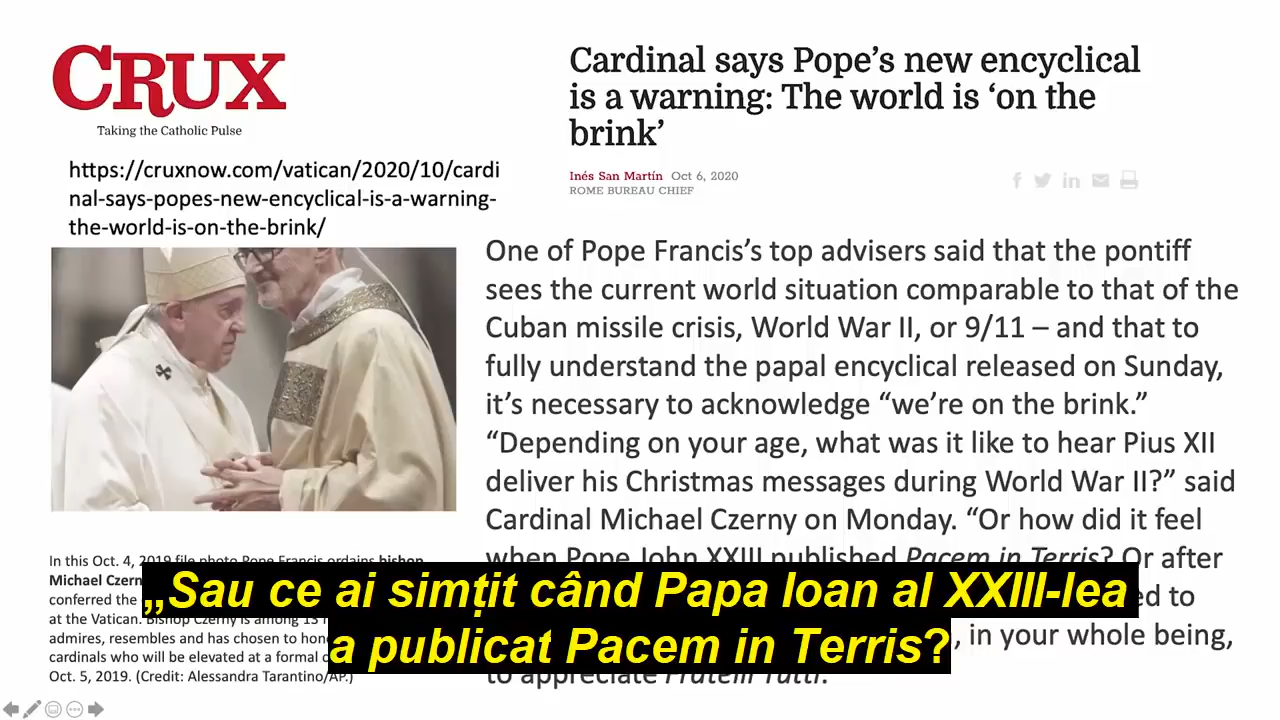 CRUX
Taking the Catholic Pulse
https://cruxnow.com/vatican/2020/10/cardi
nal-says-popes-new-encyclical-is-a-warning-
the-world-is-on-the-brink/
Cardinal says Pope’s new encyclical
is a warning: The world is ‘on the
brink’
Inés San Martín Oct 6, 2020
ROME BUREAU CHIEF
One of Pope Francis’s top advisers said that the pontiff
sees the current world situation comparable to that of the
Cuban missile crisis, World War II, or 9/11 – and that to
fully understand the papal encyclical released on Sunday,
it’s necessary to acknowledge “we’re on the brink.”
“Depending on your age, what was it like to hear Pius XII
deliver his Christmas messages during World War II?” said
Cardinal Michael Czerny on Monday. “Or how did it feel
when Pope John XXIII published Pacem in Terris? Or after
ed to
, in your whole being,
to appreciate Fratelli Tutti.
In this Oct. 4, 2019 file photo Pope Francis ordains bishop
Michael Czern
conferred the
at the Vatican. Bishop Czerny is among 13
admires, resembles and has chosen to hon
cardinals who will be elevated at a formal
Oct. 5, 2019. (Credit: Alessandra Tarantino/AP.)
„Sau ce ai simțit când Papa Ioan al XXIII-lea
a publicat Pacem in Terris?